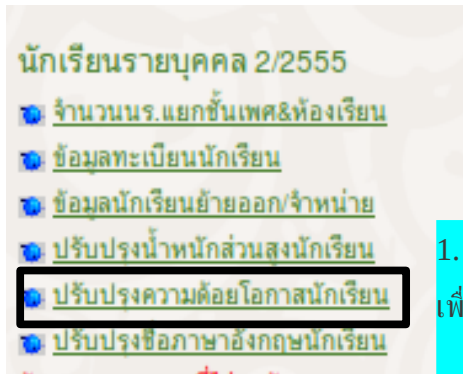 นักเรียนรายบุคคล 2/2555
จำนวนนร.แยกชั้นเพศ&ห้องเรียน
ข้อมูลทะเบียนนักเรียน
ข้อมูลนักเรียนย้ายออก/จำหน่าย
ปรับปรุงน้ำหนักส่วนสูงนักเรียน
1.
ปรับปรุงความด้อยโอกาสนักเรียน
ปรับปรุงชื่อภาษาอังกฤษนักเรียน